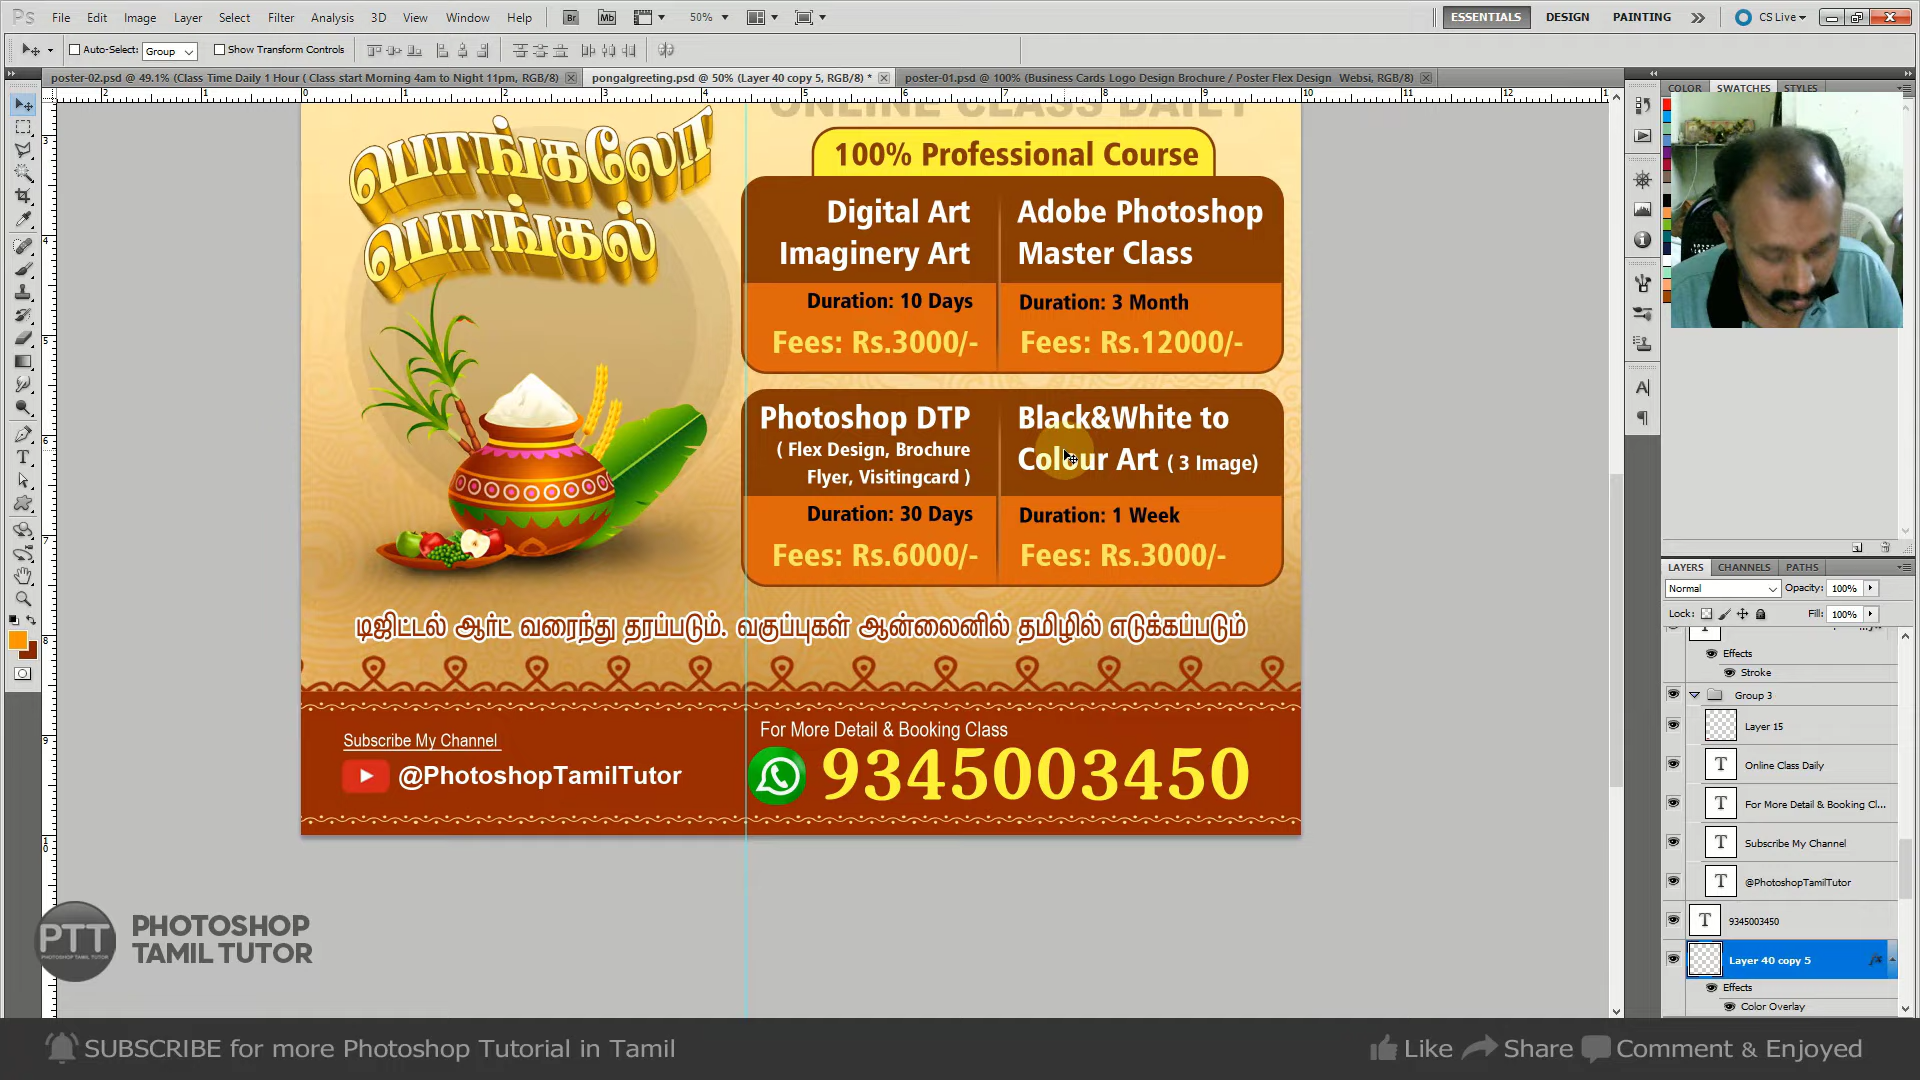 File Edit Image Layer Select Filter Analysis 3D View Window Help Br Mb 50% ESSENTIALS DESIGN PAINTING CS Live
Auto-Select: Group Show Transform Controls
poster-02.psd @ 49.1% (Class Time Daily 1 Hour ( Class start Morning 4am to Night 11pm, RGB/8)
pongalgreeting.psd @ 50% (Layer 40 copy 5, RGB/8) *
poster-01.psd @ 100% (Business Cards Logo Design Brochure / Poster Flex Design Websi, RGB/8)
ONLINE CLASS DAILY
பொங்கலோ
பொங்கல்
100% Professional Course
Digital Art
Imaginery Art
Duration: 10 Days
Fees: Rs.3000/-
Adobe Photoshop
Master Class
Duration: 3 Month
Fees: Rs.12000/-
Photoshop DTP
( Flex Design, Brochure
Flyer, Visitingcard )
Duration: 30 Days
Fees: Rs.6000/-
Black&White to
Colour Art ( 3 Image)
Duration: 1 Week
Fees: Rs.3000/-
டிஜிட்டல் ஆர்ட் வரைந்து தரப்படும். வகுப்புகள் ஆன்லைனில் தமிழில் எடுக்கப்படும்
Subscribe My Channel
@PhotoshopTamilTutor
For More Detail & Booking Class
9345003450
COLOR SWATCHES STYLES
LAYERS CHANNELS PATHS
Normal Opacity: 100%
Lock: Fill: 100%
Effects
Stroke
Group 3
Layer 15
Online Class Daily
For More Detail & Booking Cl...
Subscribe My Channel
@PhotoshopTamilTutor
9345003450
Layer 40 copy 5
Effects
Color Overlay
PTT
PHOTOSHOP TAMIL TUTOR
PHOTOSHOP
TAMIL TUTOR
SUBSCRIBE for more Photoshop Tutorial in Tamil
Like Share Comment & Enjoyed